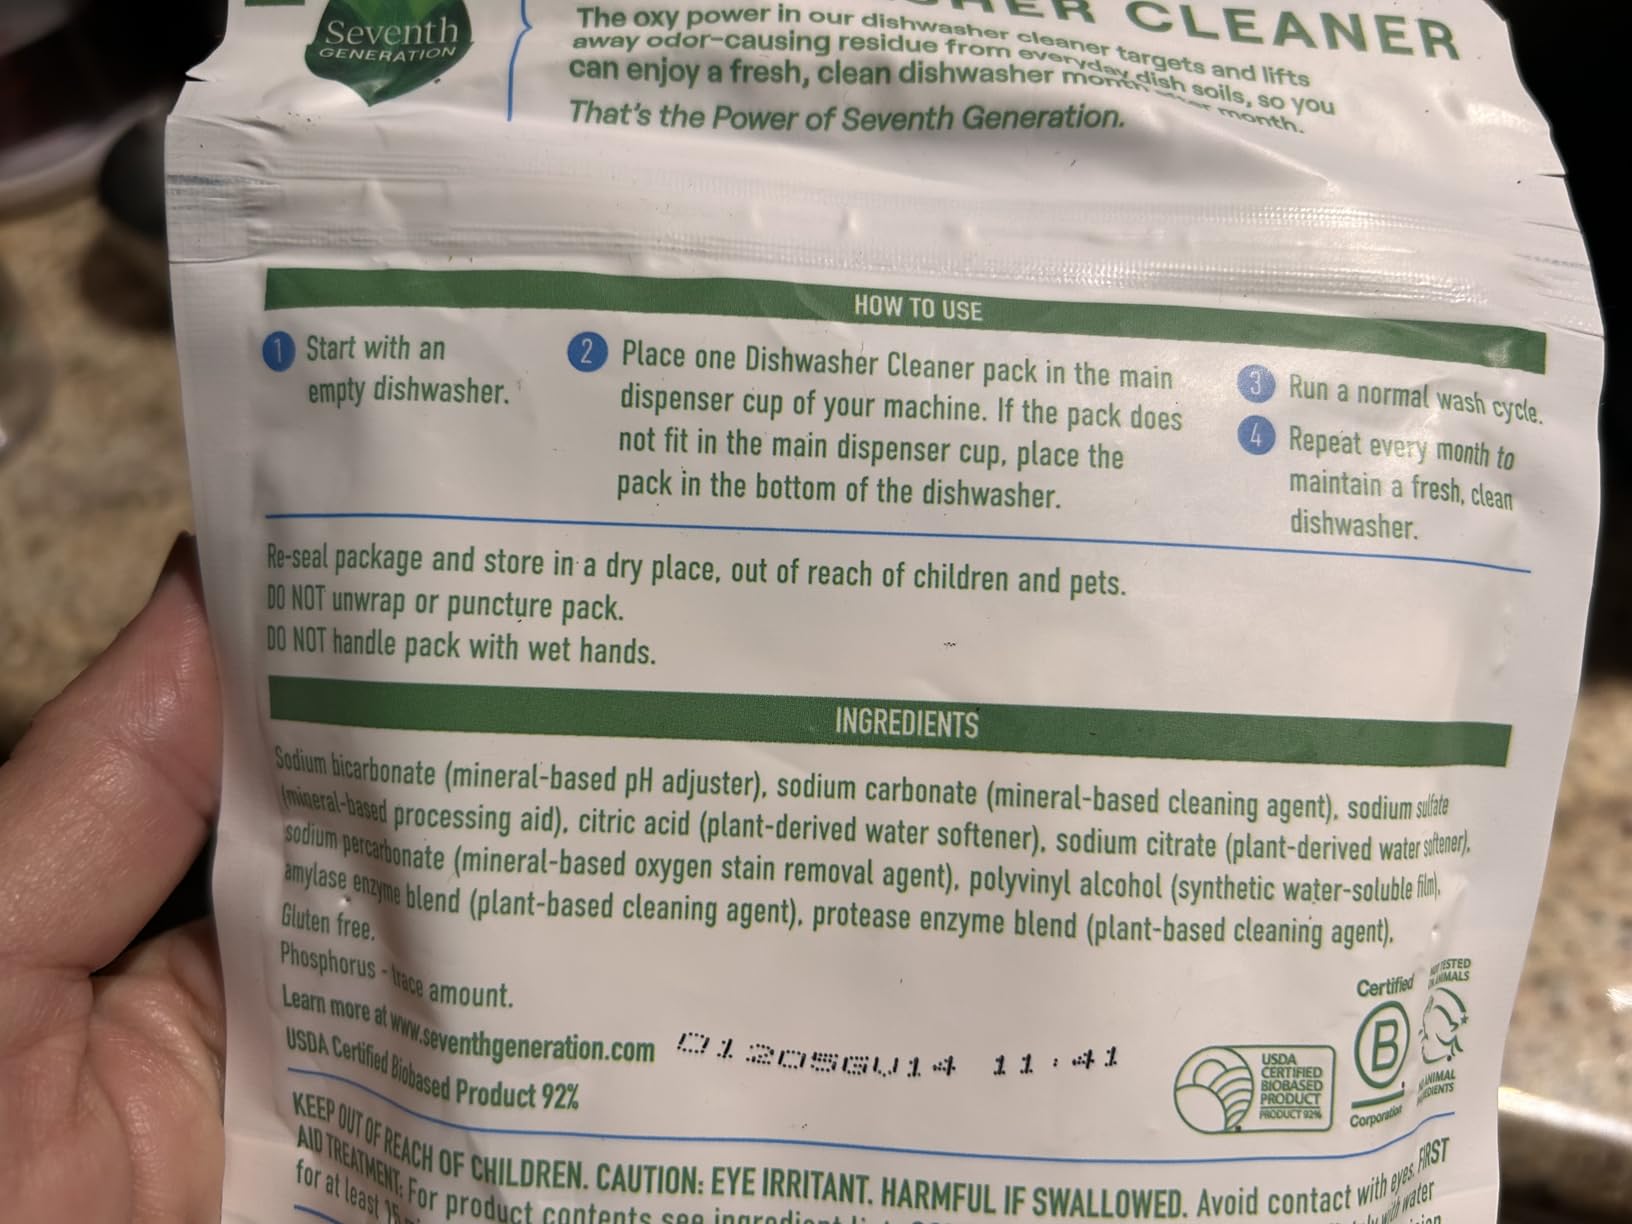 Seventh
GENERATION
CLEANER
The oxy power in our dishwasher cleaner targets and lifts
away odor-causing residue from everyday dish soils, so you
can enjoy a fresh, clean dishwasher month after month.
That's the Power of Seventh Generation.
HOW TO USE
1 Start with an
empty dishwasher.
2 Place one Dishwasher Cleaner pack in the main
dispenser cup of your machine. If the pack does
not fit in the main dispenser cup, place the
pack in the bottom of the dishwasher.
3 Run a normal wash cycle.
4 Repeat every month to
maintain a fresh, clean
dishwasher.
Re-seal package and store in a dry place, out of reach of children and pets.
DO NOT unwrap or puncture pack.
DO NOT handle pack with wet hands.
INGREDIENTS
Sodium bicarbonate (mineral-based pH adjuster), sodium carbonate (mineral-based cleaning agent), sodium sulfate
(mineral-based processing aid), citric acid (plant-derived water softener), sodium citrate (plant-derived water softener),
sodium percarbonate (mineral-based oxygen stain removal agent), polyvinyl alcohol (synthetic water-soluble film),
amylase enzyme blend (plant-based cleaning agent), protease enzyme blend (plant-based cleaning agent).
Gluten free.
Phosphorus - trace amount.
Learn more at www.seventhgeneration.com
USDA Certified Biobased Product 92%
11:41
USDA
CERTIFIED
BIOBASED
PRODUCT
PRODUCT 92%
Certified
B
Corporation
TESTED
ANIMALS
ANIMAL
KEEP OUT OF REACH OF CHILDREN. CAUTION: EYE IRRITANT. HARMFUL IF SWALLOWED. Avoid contact with eyes. FIRST
AID TREATMENT: For product contents see ingredient
for at least 15
water